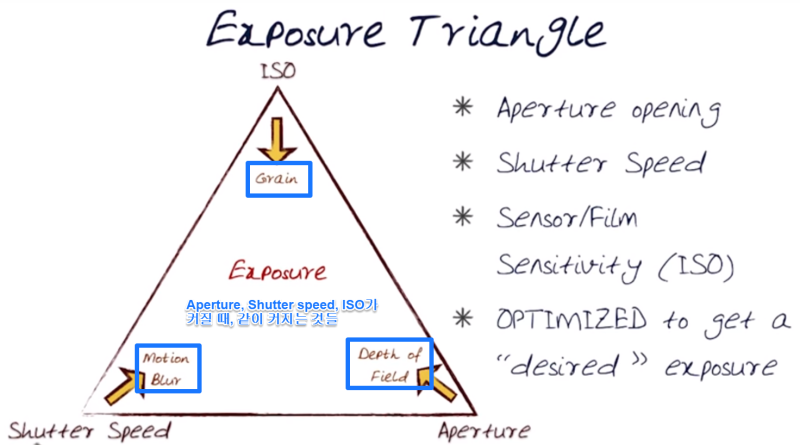 Exposure Triangle
ISO
Grain
Exposure
Aperture, Shutter speed, ISO가
커질 때, 같이 커지는 것들
Motion
Blur
Depth of
Field
Shutter Speed
Aperture
* Aperture opening
* Shutter Speed
* Sensor/Film
Sensitivity (ISO)
* OPTIMIZED to get a
"desired" exposure